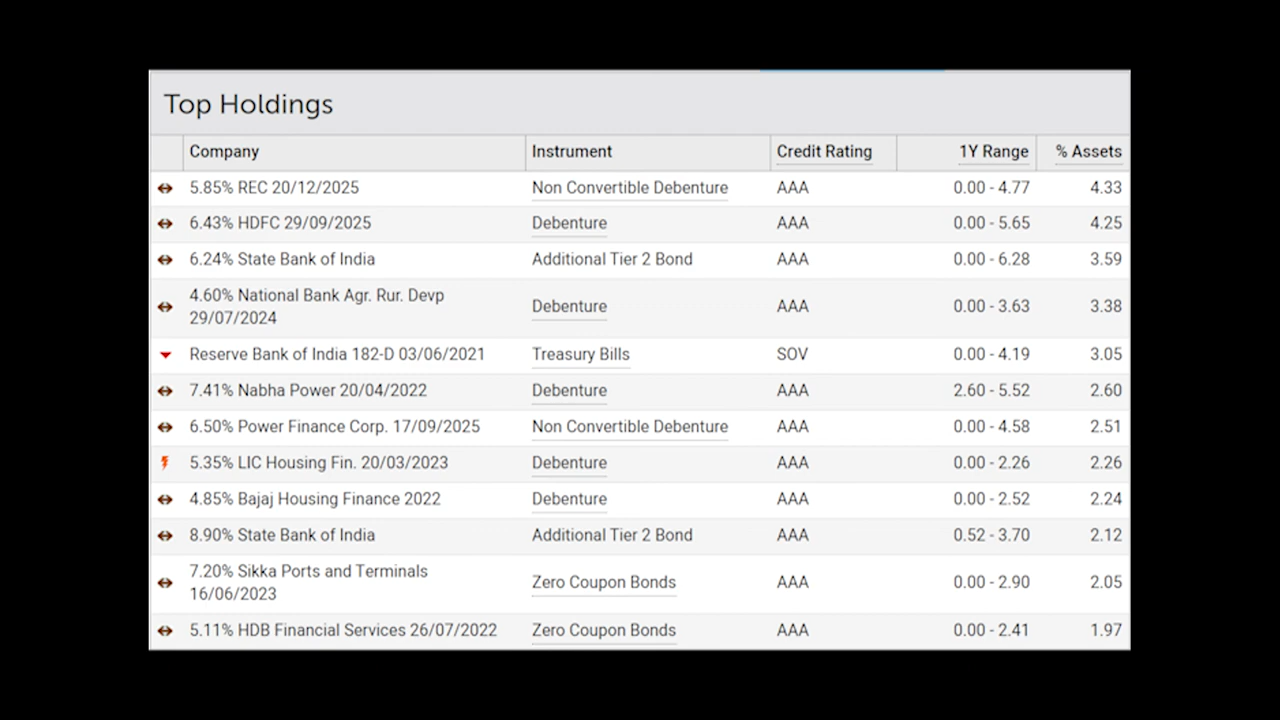 Top Holdings
Company Instrument Credit Rating 1Y Range % Assets
5.85% REC 20/12/2025 Non Convertible Debenture AAA 0.00 - 4.77 4.33
6.43% HDFC 29/09/2025 Debenture AAA 0.00 - 5.65 4.25
6.24% State Bank of India Additional Tier 2 Bond AAA 0.00 - 6.28 3.59
4.60% National Bank Agr. Rur. Devp
29/07/2024 Debenture AAA 0.00 - 3.63 3.38
Reserve Bank of India 182-D 03/06/2021 Treasury Bills SOV 0.00 - 4.19 3.05
7.41% Nabha Power 20/04/2022 Debenture AAA 2.60 - 5.52 2.60
6.50% Power Finance Corp. 17/09/2025 Non Convertible Debenture AAA 0.00 - 4.58 2.51
5.35% LIC Housing Fin. 20/03/2023 Debenture AAA 0.00 - 2.26 2.26
4.85% Bajaj Housing Finance 2022 Debenture AAA 0.00 - 2.52 2.24
8.90% State Bank of India Additional Tier 2 Bond AAA 0.52 - 3.70 2.12
7.20% Sikka Ports and Terminals
16/06/2023 Zero Coupon Bonds AAA 0.00 - 2.90 2.05
5.11% HDB Financial Services 26/07/2022 Zero Coupon Bonds AAA 0.00 - 2.41 1.97